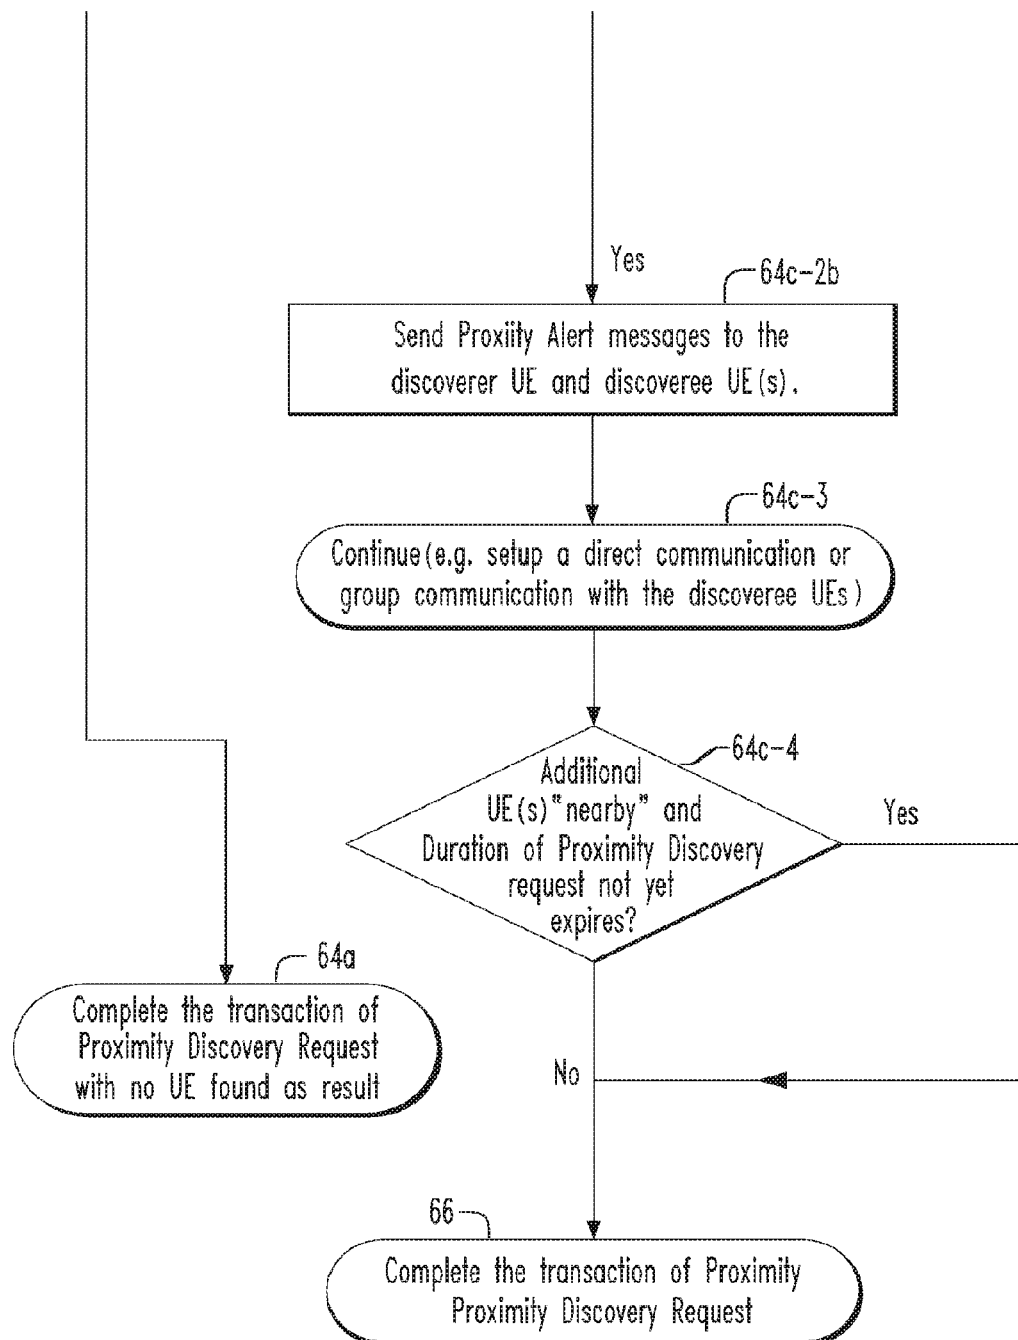 Yes
64c-2b
Send Proxiity Alert messages to the
discoverer UE and discoveree UE(s).
64c-3
Continue(e.g. setup a direct communication or
group communication with the discoveree UEs)
64c-4
Additional
UE(s)"nearby" and
Duration of Proximity Discovery
request not yet
expires?
Yes
64a
Complete the transaction of
Proximity Discovery Request
with no UE found as result
No
66
Complete the transaction of Proximity
Proximity Discovery Request